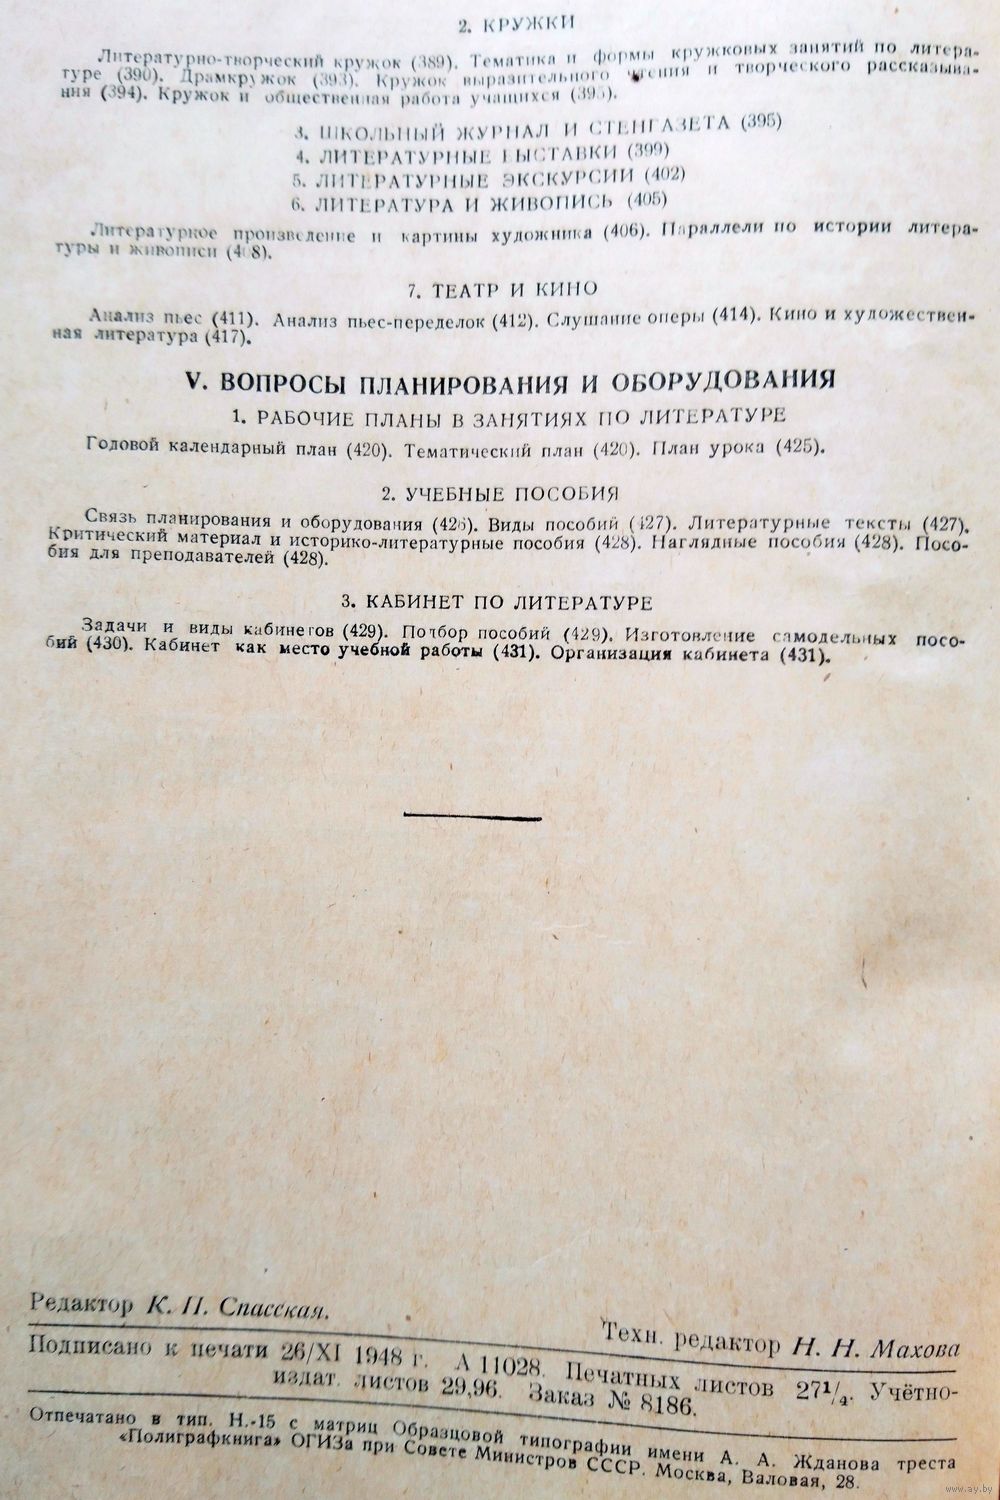 2. КРУЖКИ
Литературно-творческий кружок (389). Тематика и формы кружковых занятий по литера-
туре (390). Драмкружок (393). Кружок выразительного чтения и творческого рассказыва-
ния (394). Кружок и общественная работа учащихся (395).
3. ШКОЛЬНЫЙ ЖУРНАЛ И СТЕНГАЗЕТА (395)
4. ЛИТЕРАТУРНЫЕ ВЫСТАВКИ (399)
5. ЛИТЕРАТУРНЫЕ ЭКСКУРСИИ (402)
6. ЛИТЕРАТУРА И ЖИВОПИСЬ (405)
Литературное произведение и картины художника (406). Параллели по истории литера-
туры и живописи (408).
7. ТЕАТР И КИНО
Анализ пьес (411). Анализ пьес-переделок (412). Слушание оперы (414). Кино и художествен-
ная литература (417).
V. ВОПРОСЫ ПЛАНИРОВАНИЯ И ОБОРУДОВАНИЯ
1. РАБОЧИЕ ПЛАНЫ В ЗАНЯТИЯХ ПО ЛИТЕРАТУРЕ
Годовой календарный план (420). Тематический план (420). План урока (425).
2. УЧЕБНЫЕ ПОСОБИЯ
Связь планирования и оборудования (426). Виды пособий (427). Литературные тексты (427).
Критический материал и историко-литературные пособия (428). Наглядные пособия (428). Посо-
бия для преподавателей (428).
3. КАБИНЕТ ПО ЛИТЕРАТУРЕ
Задачи и виды кабинетов (429). Подбор пособий (429). Изготовление самодельных посо-
бий (430). Кабинет как место учебной работы (431). Организация кабинета (431).
Редактор К. П. Спасская.
Техн. редактор Н. Н. Махова
Подписано к печати 26/XI 1948 г. А 11028. Печатных листов 27¹/₄. Учётно-
издат. листов 29,96. Заказ № 8186.
Отпечатано в тип. Н.-15 с матриц Образцовой типографии имени А. А. Жданова треста
«Полиграфкнига» ОГИЗа при Совете Министров СССР. Москва, Валовая, 28.
www.ay.by